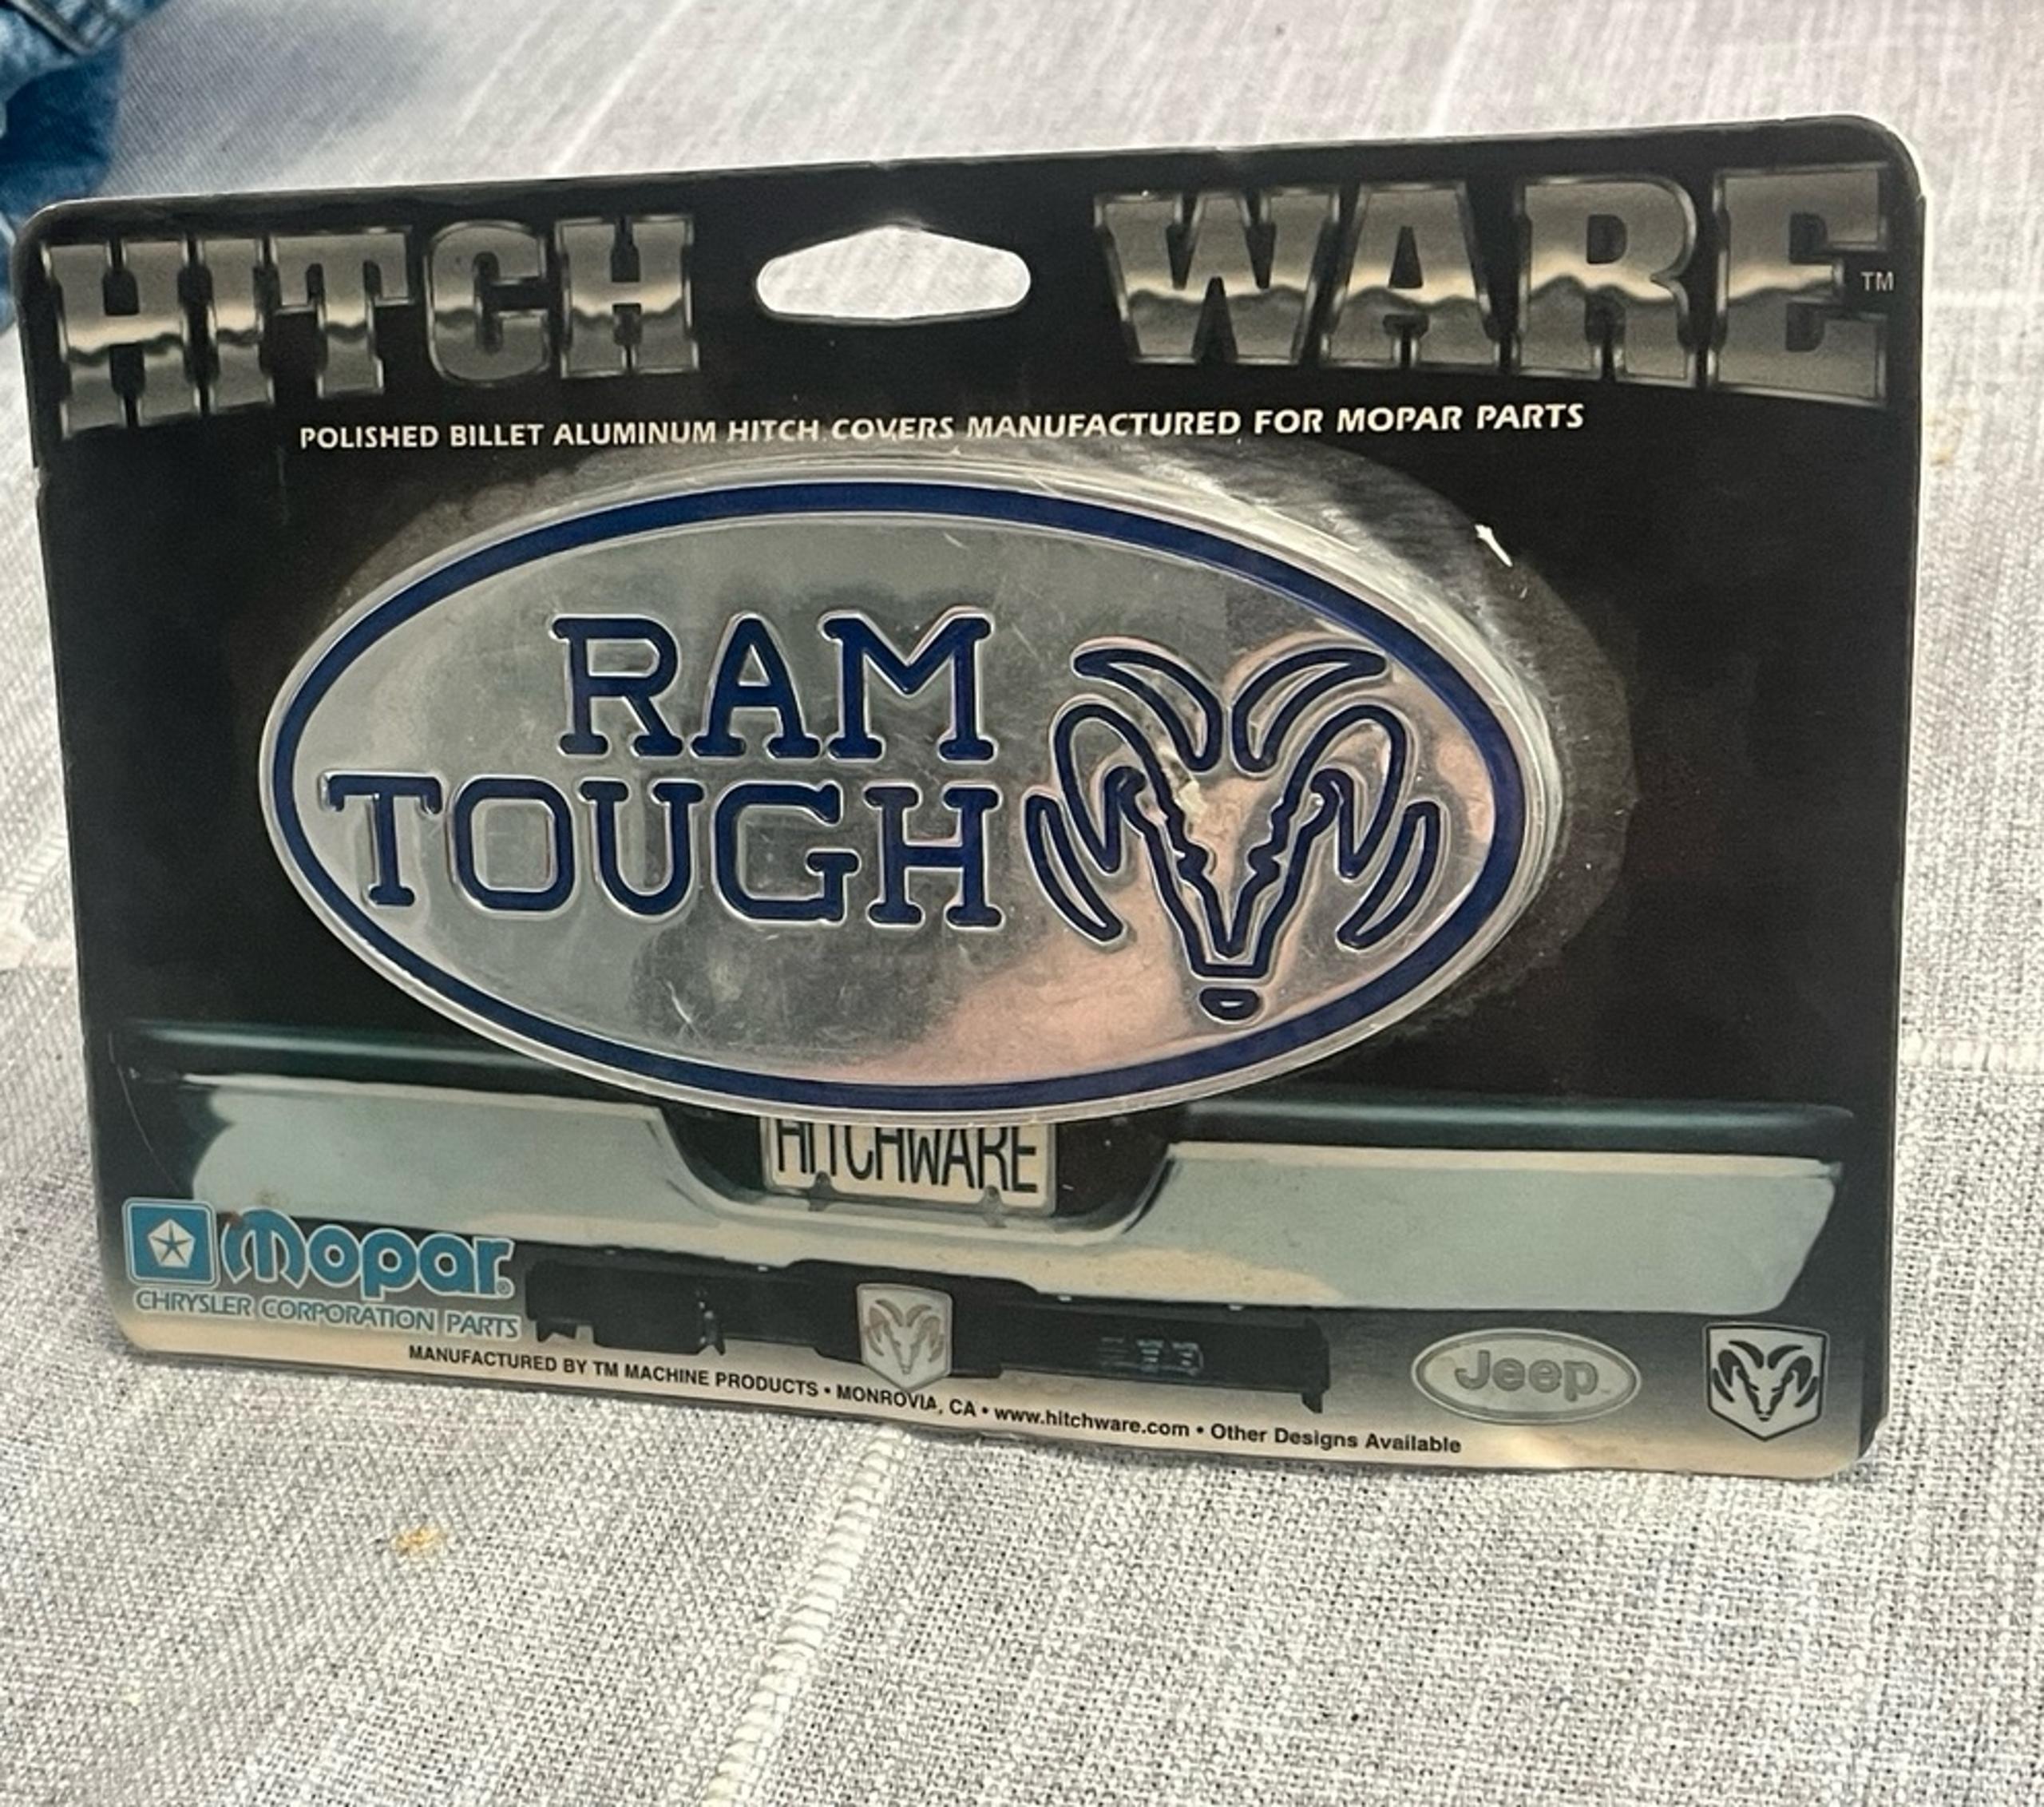 HITCH WARE™
POLISHED BILLET ALUMINUM HITCH COVERS MANUFACTURED FOR MOPAR PARTS
RAM
TOUGH
HITCHWARE
mopar®
CHRYSLER CORPORATION PARTS
Jeep
MANUFACTURED BY TM MACHINE PRODUCTS • MONROVIA, CA • www.hitchware.com • Other Designs Available